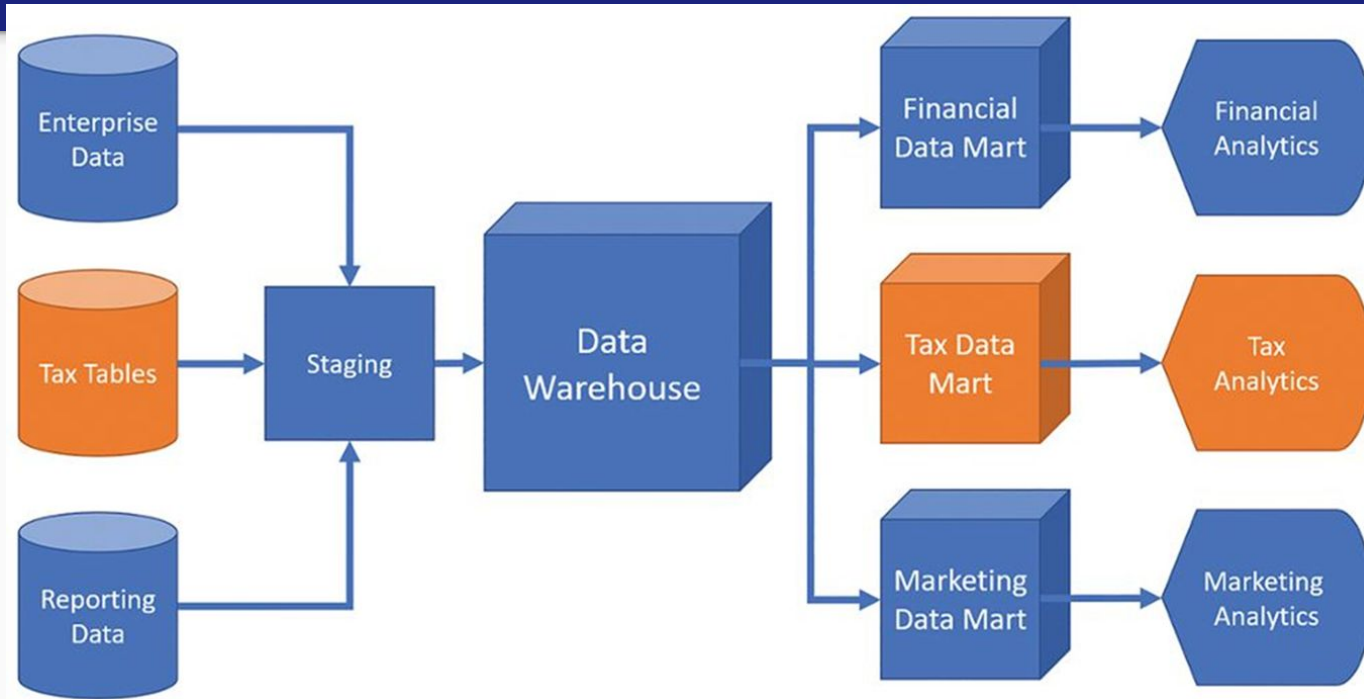 Enterprise
Data
Tax Tables
Reporting
Data
Staging
Data
Warehouse
Financial
Data Mart
Tax Data
Mart
Marketing
Data Mart
Financial
Analytics
Tax
Analytics
Marketing
Analytics